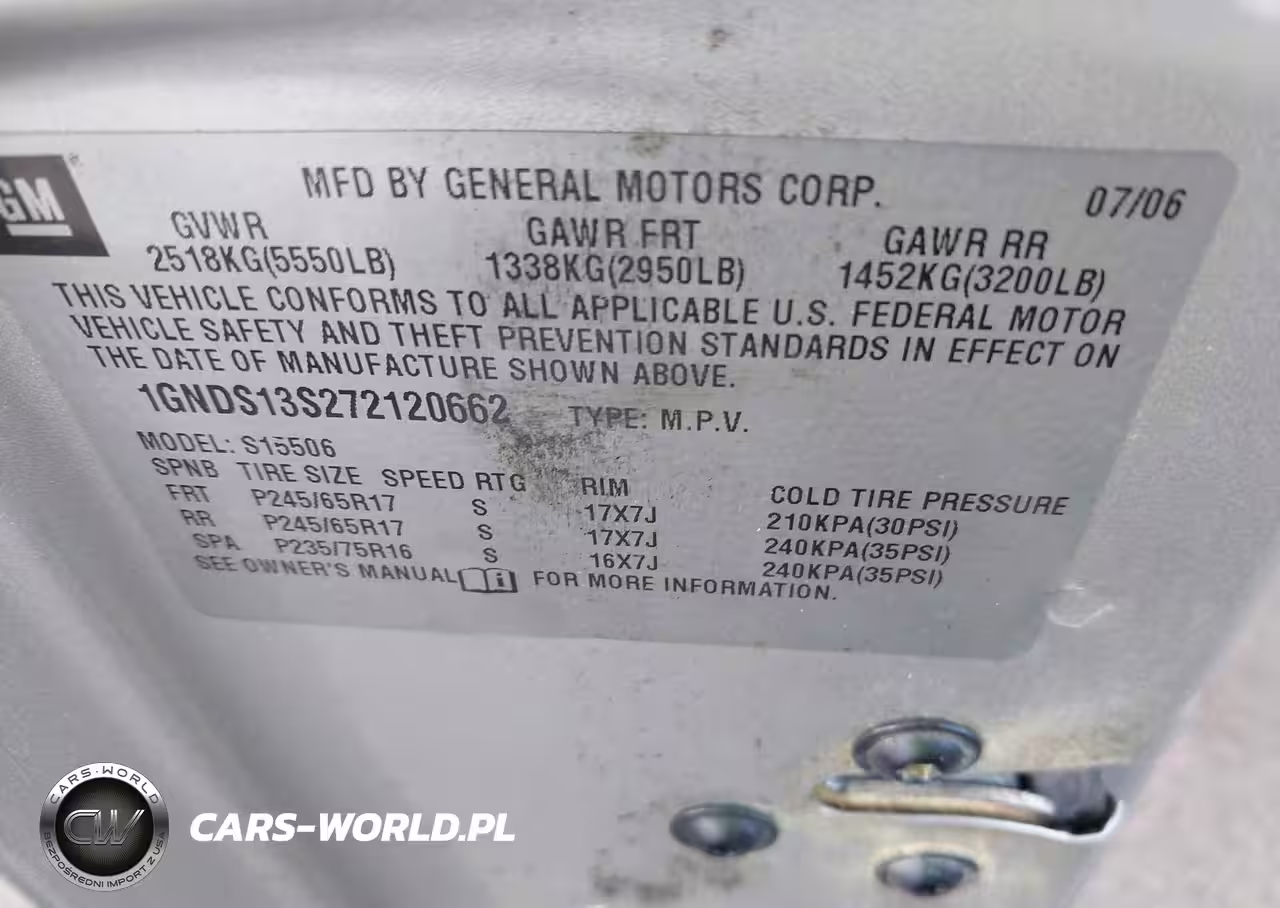 GM
MFD BY GENERAL MOTORS CORP. 07/06
GVWR GAWR FRT GAWR RR
2518KG(5550LB) 1338KG(2950LB) 1452KG(3200LB)
THIS VEHICLE CONFORMS TO ALL APPLICABLE U.S. FEDERAL MOTOR
VEHICLE SAFETY AND THEFT PREVENTION STANDARDS IN EFFECT ON
THE DATE OF MANUFACTURE SHOWN ABOVE.
1GNDS13S272120662 TYPE: M.P.V.
MODEL: S15506
SPNB TIRE SIZE SPEED RTG RIM COLD TIRE PRESSURE
FRT P245/65R17 S 17X7J 210KPA(30PSI)
RR P245/65R17 S 17X7J 240KPA(35PSI)
SPA P235/75R16 S 16X7J 240KPA(35PSI)
SEE OWNER'S MANUAL i FOR MORE INFORMATION.
CARS-WORLD
CW
BEZPOŚREDNI IMPORT Z USA
CARS-WORLD.PL